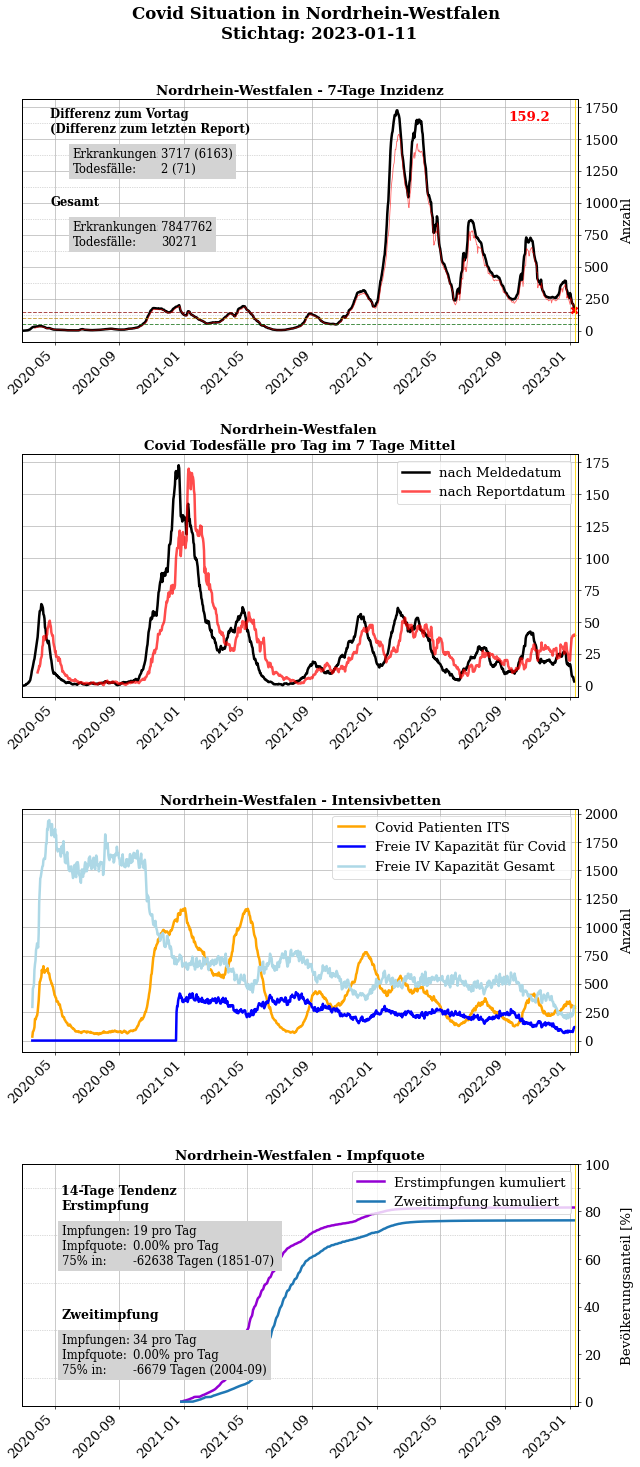 Covid Situation in Nordrhein-Westfalen
Stichtag: 2023-01-11
Nordrhein-Westfalen - 7-Tage Inzidenz
Differenz zum Vortag
(Differenz zum letzten Report)
Erkrankungen 3717 (6163)
Todesfälle: 2 (71)
Gesamt
Erkrankungen 7847762
Todesfälle: 30271
159.2
1750
1500
1250
1000
750
500
250
0
Anzahl
2020-05
2020-09
2021-01
2021-05
2021-09
2022-01
2022-05
2022-09
2023-01
Nordrhein-Westfalen
Covid Todesfälle pro Tag im 7 Tage Mittel
nach Meldedatum
nach Reportdatum
175
150
125
100
75
50
25
0
2020-05
2020-09
2021-01
2021-05
2021-09
2022-01
2022-05
2022-09
2023-01
Nordrhein-Westfalen - Intensivbetten
Covid Patienten ITS
Freie IV Kapazität für Covid
Freie IV Kapazität Gesamt
2000
1750
1500
1250
1000
750
500
250
0
Anzahl
2020-05
2020-09
2021-01
2021-05
2021-09
2022-01
2022-05
2022-09
2023-01
Nordrhein-Westfalen - Impfquote
14-Tage Tendenz
Erstimpfung
Impfungen: 19 pro Tag
Impfquote: 0.00% pro Tag
75% in: -62638 Tagen (1851-07)
Zweitimpfung
Impfungen: 34 pro Tag
Impfquote: 0.00% pro Tag
75% in: -6679 Tagen (2004-09)
Erstimpfungen kumuliert
Zweitimpfung kumuliert
100
80
60
40
20
0
Bevölkerungsanteil [%]
2020-05
2020-09
2021-01
2021-05
2021-09
2022-01
2022-05
2022-09
2023-01